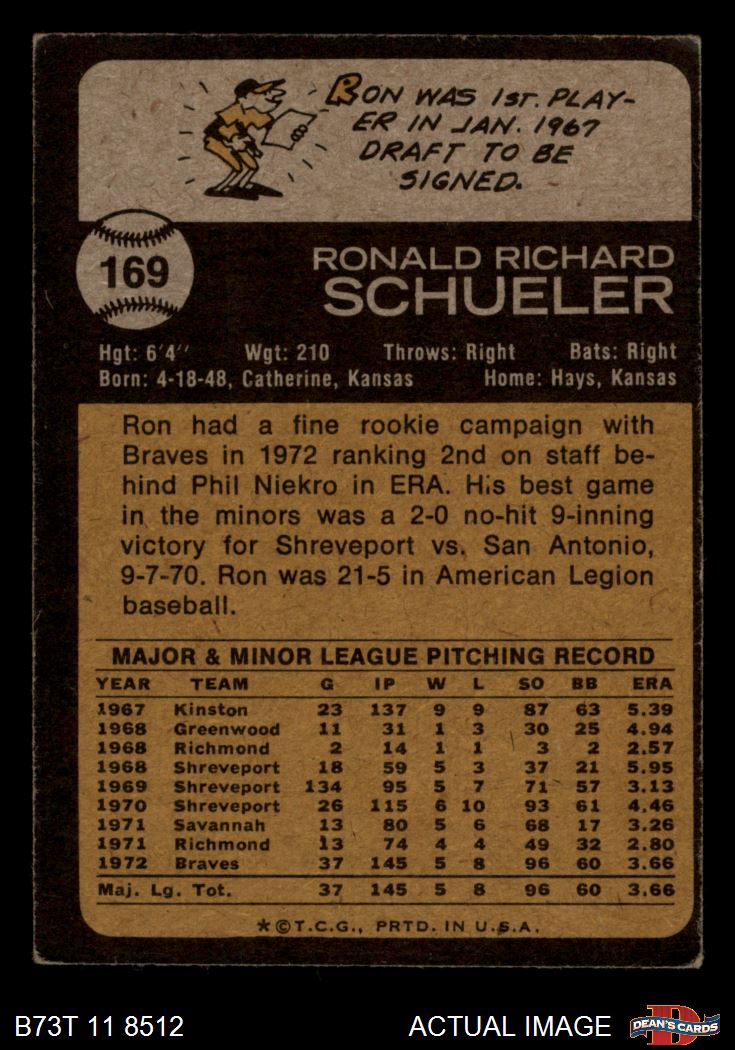 RON WAS 1ST. PLAY-
ER IN JAN. 1967
DRAFT TO BE
SIGNED.
169
RONALD RICHARD
SCHUELER
Hgt: 6'4'' Wgt: 210 Throws: Right Bats: Right
Born: 4-18-48, Catherine, Kansas Home: Hays, Kansas
Ron had a fine rookie campaign with
Braves in 1972 ranking 2nd on staff be-
hind Phil Niekro in ERA. His best game
in the minors was a 2-0 no-hit 9-inning
victory for Shreveport vs. San Antonio,
9-7-70. Ron was 21-5 in American Legion
baseball.
MAJOR & MINOR LEAGUE PITCHING RECORD
YEAR TEAM G IP W L SO BB ERA
1967 Kinston 23 137 9 9 87 63 5.39
1968 Greenwood 11 31 1 3 30 25 4.94
1968 Richmond 2 14 1 1 3 2 2.57
1968 Shreveport 18 59 5 3 37 21 5.95
1969 Shreveport 134 95 5 7 71 57 3.13
1970 Shreveport 26 115 6 10 93 61 4.46
1971 Savannah 13 80 5 6 68 17 3.26
1971 Richmond 13 74 4 4 49 32 2.80
1972 Braves 37 145 5 8 96 60 3.66
Maj. Lg. Tot. 37 145 5 8 96 60 3.66
*©T.C.G., PRTD. IN U.S.A.
B73T 11 8512 ACTUAL IMAGE DEAN'S CARDS